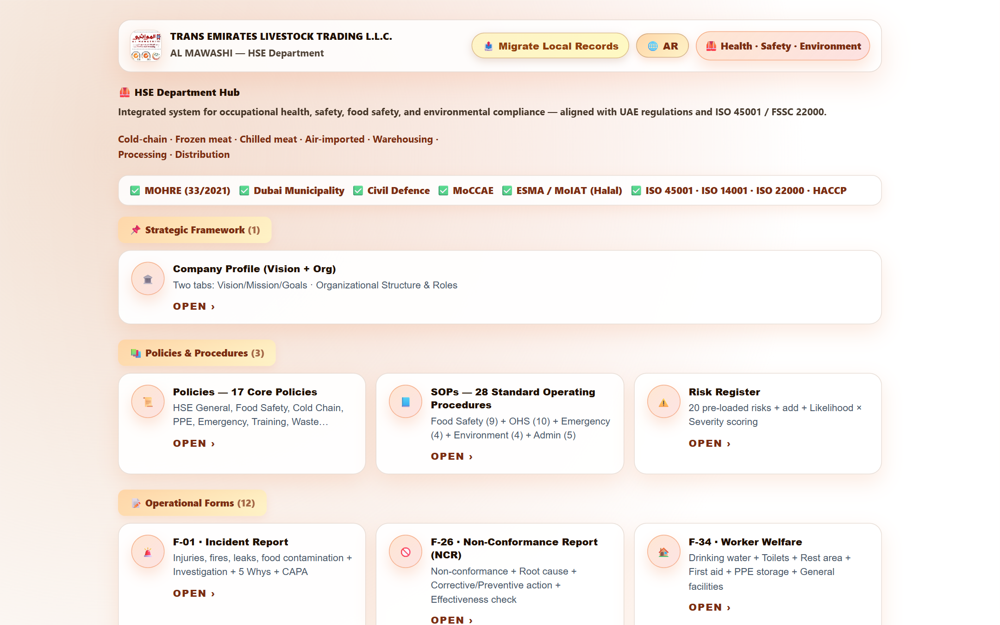 المواشي
AL MAWASHI
TRANS EMIRATES LIVESTOCK TRADING L.L.C.
AL MAWASHI — HSE Department
Migrate Local Records
AR
Health · Safety · Environment
HSE Department Hub
Integrated system for occupational health, safety, food safety, and environmental compliance — aligned with UAE regulations and ISO 45001 / FSSC 22000.
Cold-chain · Frozen meat · Chilled meat · Air-imported · Warehousing ·
Processing · Distribution
MOHRE (33/2021)
Dubai Municipality
Civil Defence
MoCCAE
ESMA / MoIAT (Halal)
ISO 45001 · ISO 14001 · ISO 22000 · HACCP
Strategic Framework (1)
Company Profile (Vision + Org)
Two tabs: Vision/Mission/Goals · Organizational Structure & Roles
OPEN ›
Policies & Procedures (3)
Policies — 17 Core Policies
HSE General, Food Safety, Cold Chain,
PPE, Emergency, Training, Waste…
OPEN ›
SOPs — 28 Standard Operating
Procedures
Food Safety (9) + OHS (10) + Emergency
(4) + Environment (4) + Admin (5)
OPEN ›
Risk Register
20 pre-loaded risks + add + Likelihood ×
Severity scoring
OPEN ›
Operational Forms (12)
F-01 · Incident Report
Injuries, fires, leaks, food contamination +
Investigation + 5 Whys + CAPA
OPEN ›
F-26 · Non-Conformance Report
(NCR)
Non-conformance + Root cause +
Corrective/Preventive action +
Effectiveness check
OPEN ›
F-34 · Worker Welfare
Drinking water + Toilets + Rest area +
First aid + PPE storage + General
facilities
OPEN ›